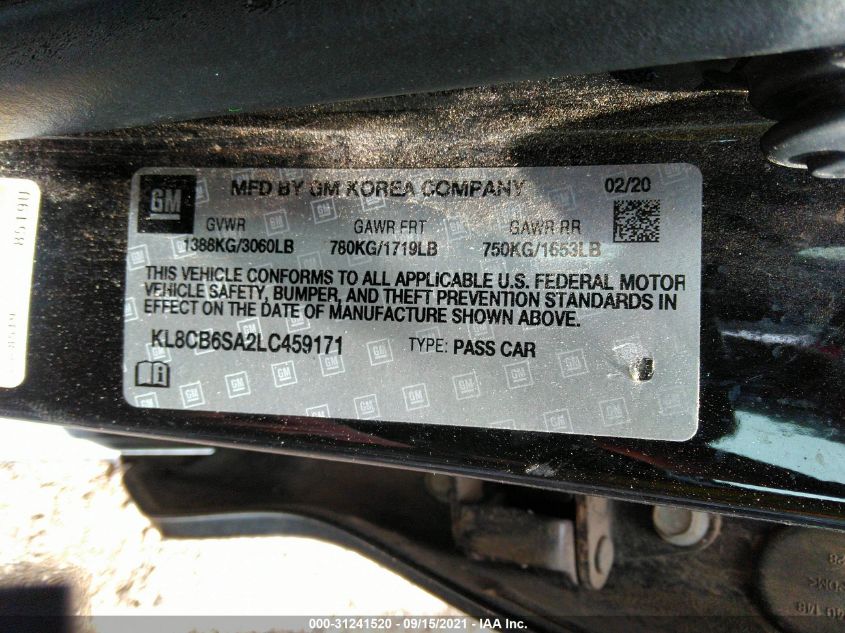 GM
MFD BY GM KOREA COMPANY 02/20
GVWR GAWR FRT GAWR RR
1388KG/3060LB 780KG/1719LB 750KG/1653LB
THIS VEHICLE CONFORMS TO ALL APPLICABLE U.S. FEDERAL MOTOR
VEHICLE SAFETY, BUMPER, AND THEFT PREVENTION STANDARDS IN
EFFECT ON THE DATE OF MANUFACTURE SHOWN ABOVE.
KL8CB6SA2LC459171 TYPE: PASS CAR
000-31241520 - 09/15/2021 - IAA Inc.